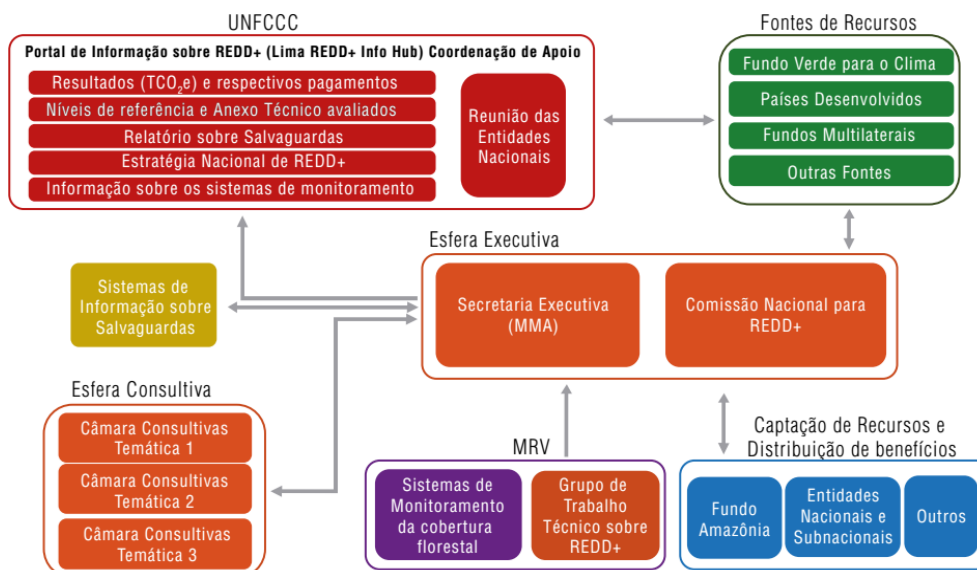 UNFCCC
Portal de Informação sobre REDD+ (Lima REDD+ Info Hub) Coordenação de Apoio
Resultados (TCO₂e) e respectivos pagamentos
Níveis de referência e Anexo Técnico avaliados
Relatório sobre Salvaguardas
Estratégia Nacional de REDD+
Informação sobre os sistemas de monitoramento
Reunião das
Entidades
Nacionais
Fontes de Recursos
Fundo Verde para o Clima
Países Desenvolvidos
Fundos Multilaterais
Outras Fontes
Esfera Executiva
Secretaria Executiva
(MMA)
Comissão Nacional para
REDD+
Sistemas de
Informação sobre
Salvaguardas
Esfera Consultiva
Câmara Consultivas
Temática 1
Câmara Consultivas
Temática 2
Câmara Consultivas
Temática 3
MRV
Sistemas de
Monitoramento
da cobertura
florestal
Grupo de
Trabalho
Técnico sobre
REDD+
Captação de Recursos e
Distribuição de benefícios
Fundo
Amazônia
Entidades
Nacionais e
Subnacionais
Outros